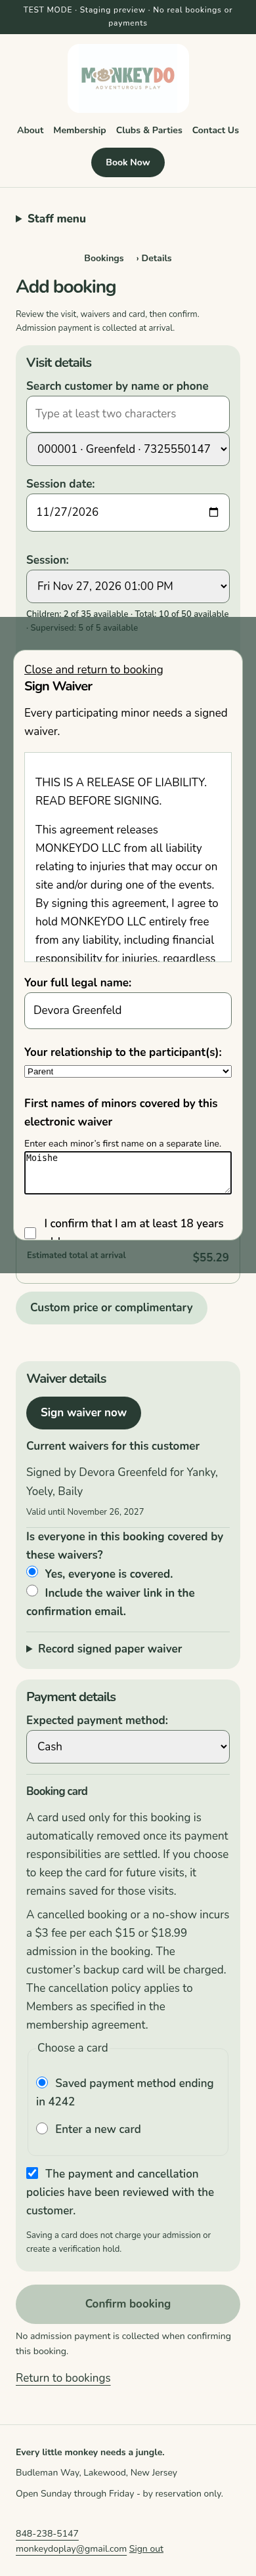 TEST MODE · Staging preview · No real bookings or
payments
MONKEYDO
ADVENTUROUS PLAY
About Membership Clubs & Parties Contact Us
Book Now
▶ Staff menu
Bookings › Details
Add booking
Review the visit, waivers and card, then confirm.
Admission payment is collected at arrival.
Visit details
Search customer by name or phone
Type at least two characters
000001 · Greenfeld · 7325550147
Session date:
11/27/2026
Session:
Fri Nov 27, 2026 01:00 PM
Children: 2 of 35 available · Total: 10 of 50 available
· Supervised: 5 of 5 available
Close and return to booking
Sign Waiver
Every participating minor needs a signed
waiver.
THIS IS A RELEASE OF LIABILITY.
READ BEFORE SIGNING.
This agreement releases
MONKEYDO LLC from all liability
relating to injuries that may occur on
site and/or during one of the events.
By signing this agreement, I agree to
hold MONKEYDO LLC entirely free
from any liability, including financial
responsibility for injuries, regardless
Your full legal name:
Devora Greenfeld
Your relationship to the participant(s):
Parent
First names of minors covered by this
electronic waiver
Enter each minor's first name on a separate line.
Moishe
I confirm that I am at least 18 years
Estimated total at arrival $55.29
Custom price or complimentary
Waiver details
Sign waiver now
Current waivers for this customer
Signed by Devora Greenfeld for Yanky,
Yoely, Baily
Valid until November 26, 2027
Is everyone in this booking covered by
these waivers?
Yes, everyone is covered.
Include the waiver link in the
confirmation email.
▶ Record signed paper waiver
Payment details
Expected payment method:
Cash
Booking card
A card used only for this booking is
automatically removed once its payment
responsibilities are settled. If you choose
to keep the card for future visits, it
remains saved for those visits.
A cancelled booking or a no-show incurs
a $3 fee per each $15 or $18.99
admission in the booking. The
customer's backup card will be charged.
The cancellation policy applies to
Members as specified in the
membership agreement.
Choose a card
Saved payment method ending
in 4242
Enter a new card
The payment and cancellation
policies have been reviewed with the
customer.
Saving a card does not charge your admission or
create a verification hold.
Confirm booking
No admission payment is collected when confirming
this booking.
Return to bookings
Every little monkey needs a jungle.
Budleman Way, Lakewood, New Jersey
Open Sunday through Friday - by reservation only.
848-238-5147
monkeydoplay@gmail.com Sign out